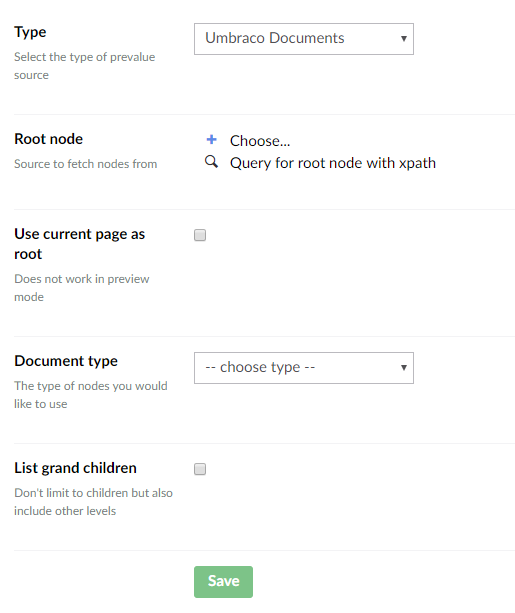 Type
Select the type of prevalue
source
Umbraco Documents
Root node
Source to fetch nodes from
Choose...
Query for root node with xpath
Use current page as
root
Does not work in preview
mode
Document type
The type of nodes you would
like to use
-- choose type --
List grand children
Don't limit to children but also
include other levels
Save